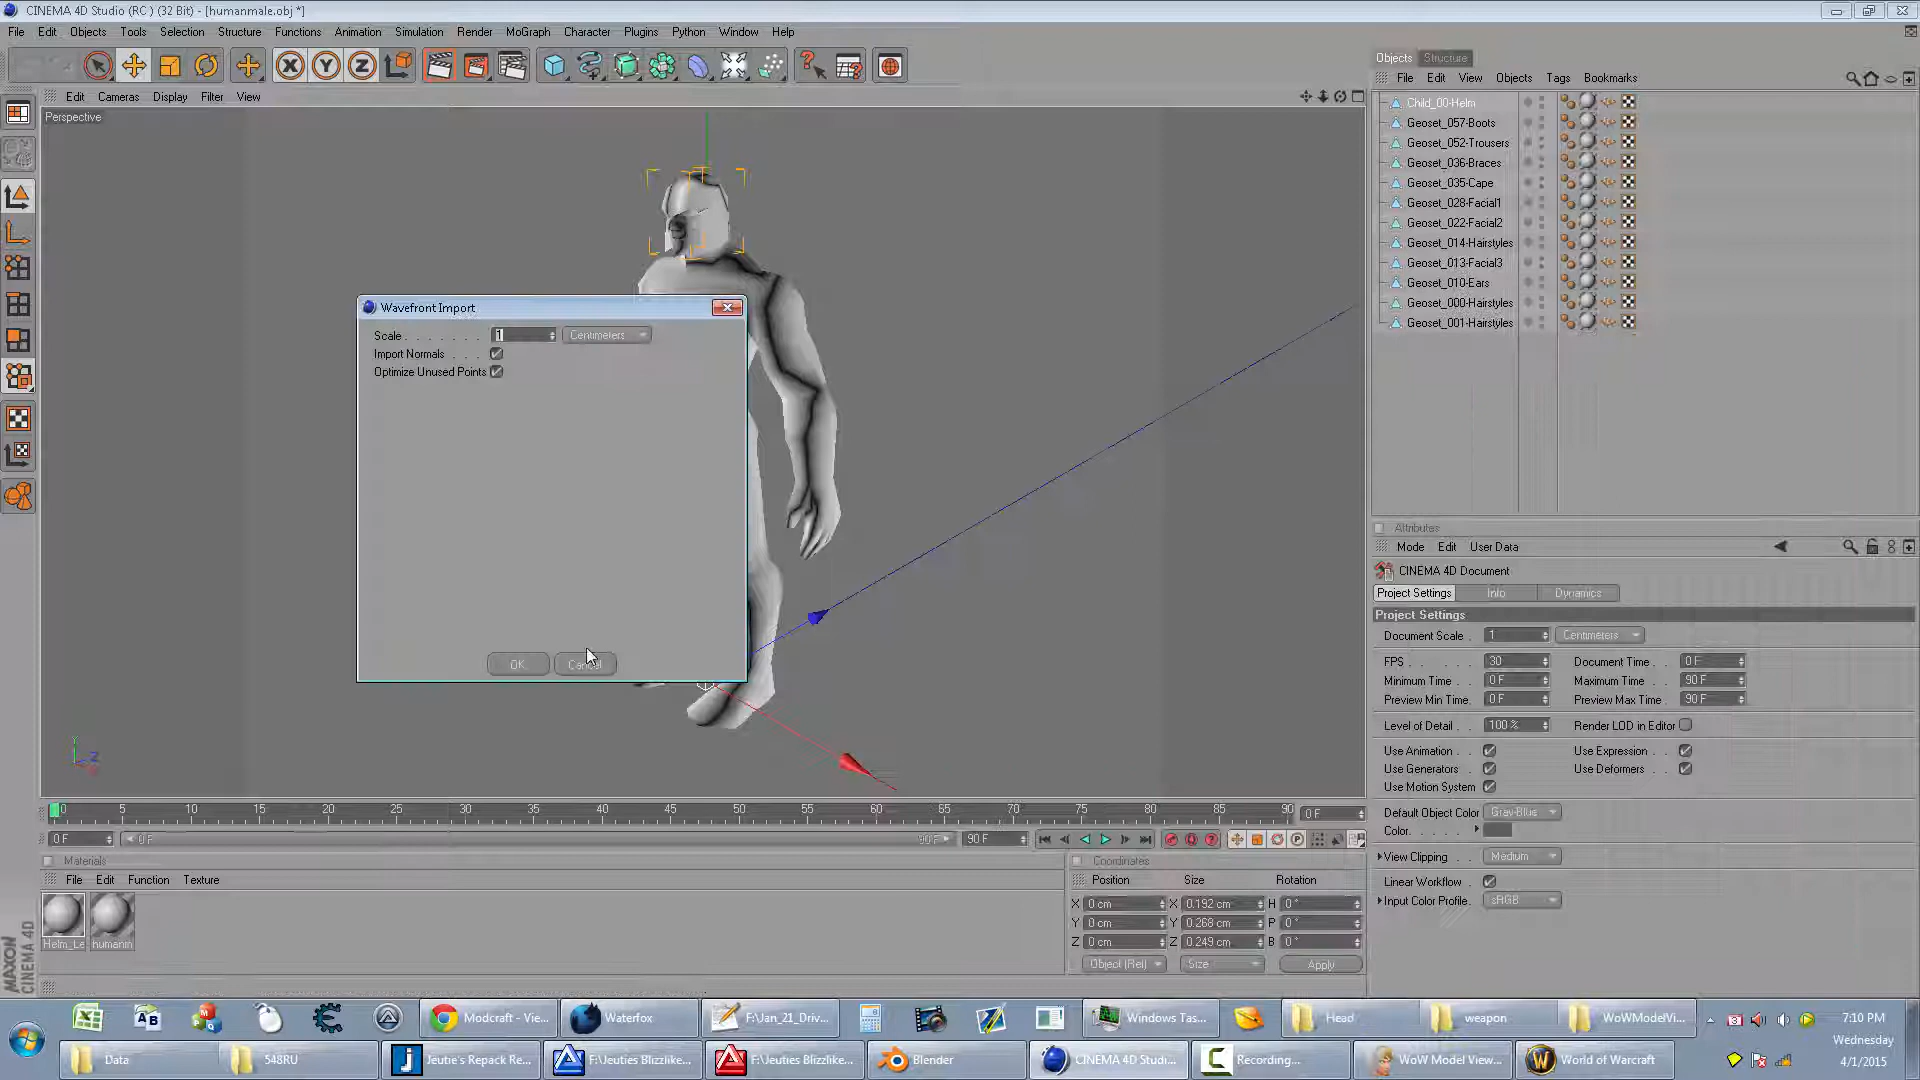 CINEMA 4D Studio (RC ) (32 Bit) - [humanmale.obj *]
File Edit Objects Tools Selection Structure Functions Animation Simulation Render MoGraph Character Plugins Python Window Help
Edit Cameras Display Filter View
Perspective
Wavefront Import
Scale 1 Centimeters
Import Normals
Optimize Unused Points
OK Cancel
Y
Z
0 5 10 15 20 25 30 35 40 45 50 55 60 65 70 75 80 85 90 0 F
0 F 0 F 90 F 90 F
Materials
File Edit Function Texture
Helm_Le humanm
MAXON
CINEMA 4D
Coordinates
Position Size Rotation
X 0 cm X 0.192 cm H 0 °
Y 0 cm Y 0.268 cm P 0 °
Z 0 cm Z 0.249 cm B 0 °
Object (Rel) Size Apply
Objects Structure
File Edit View Objects Tags Bookmarks
Child_00-Helm
Geoset_057-Boots
Geoset_052-Trousers
Geoset_036-Braces
Geoset_035-Cape
Geoset_028-Facial1
Geoset_022-Facial2
Geoset_014-Hairstyles
Geoset_013-Facial3
Geoset_010-Ears
Geoset_000-Hairstyles
Geoset_001-Hairstyles
Attributes
Mode Edit User Data
CINEMA 4D Document
Project Settings Info Dynamics
Project Settings
Document Scale 1 Centimeters
FPS 30 Document Time 0 F
Minimum Time 0 F Maximum Time 90 F
Preview Min Time 0 F Preview Max Time 90 F
Level of Detail 100 % Render LOD in Editor
Use Animation Use Expression
Use Generators Use Deformers
Use Motion System
Default Object Color Gray-Blue
Color
View Clipping Medium
Linear Workflow
Input Color Profile sRGB
Modcraft - Vie... Waterfox F:\Jan_21_Driv... Windows Tas... Head weapon WoWModelVi... 7:10 PM
Wednesday
Data 548RU Jeutie's Repack Re... F:\Jeuties Blizzlike... F:\Jeuties Blizzlike... Blender CINEMA 4D Studi... Recording... WoW Model View... World of Warcraft 4/1/2015